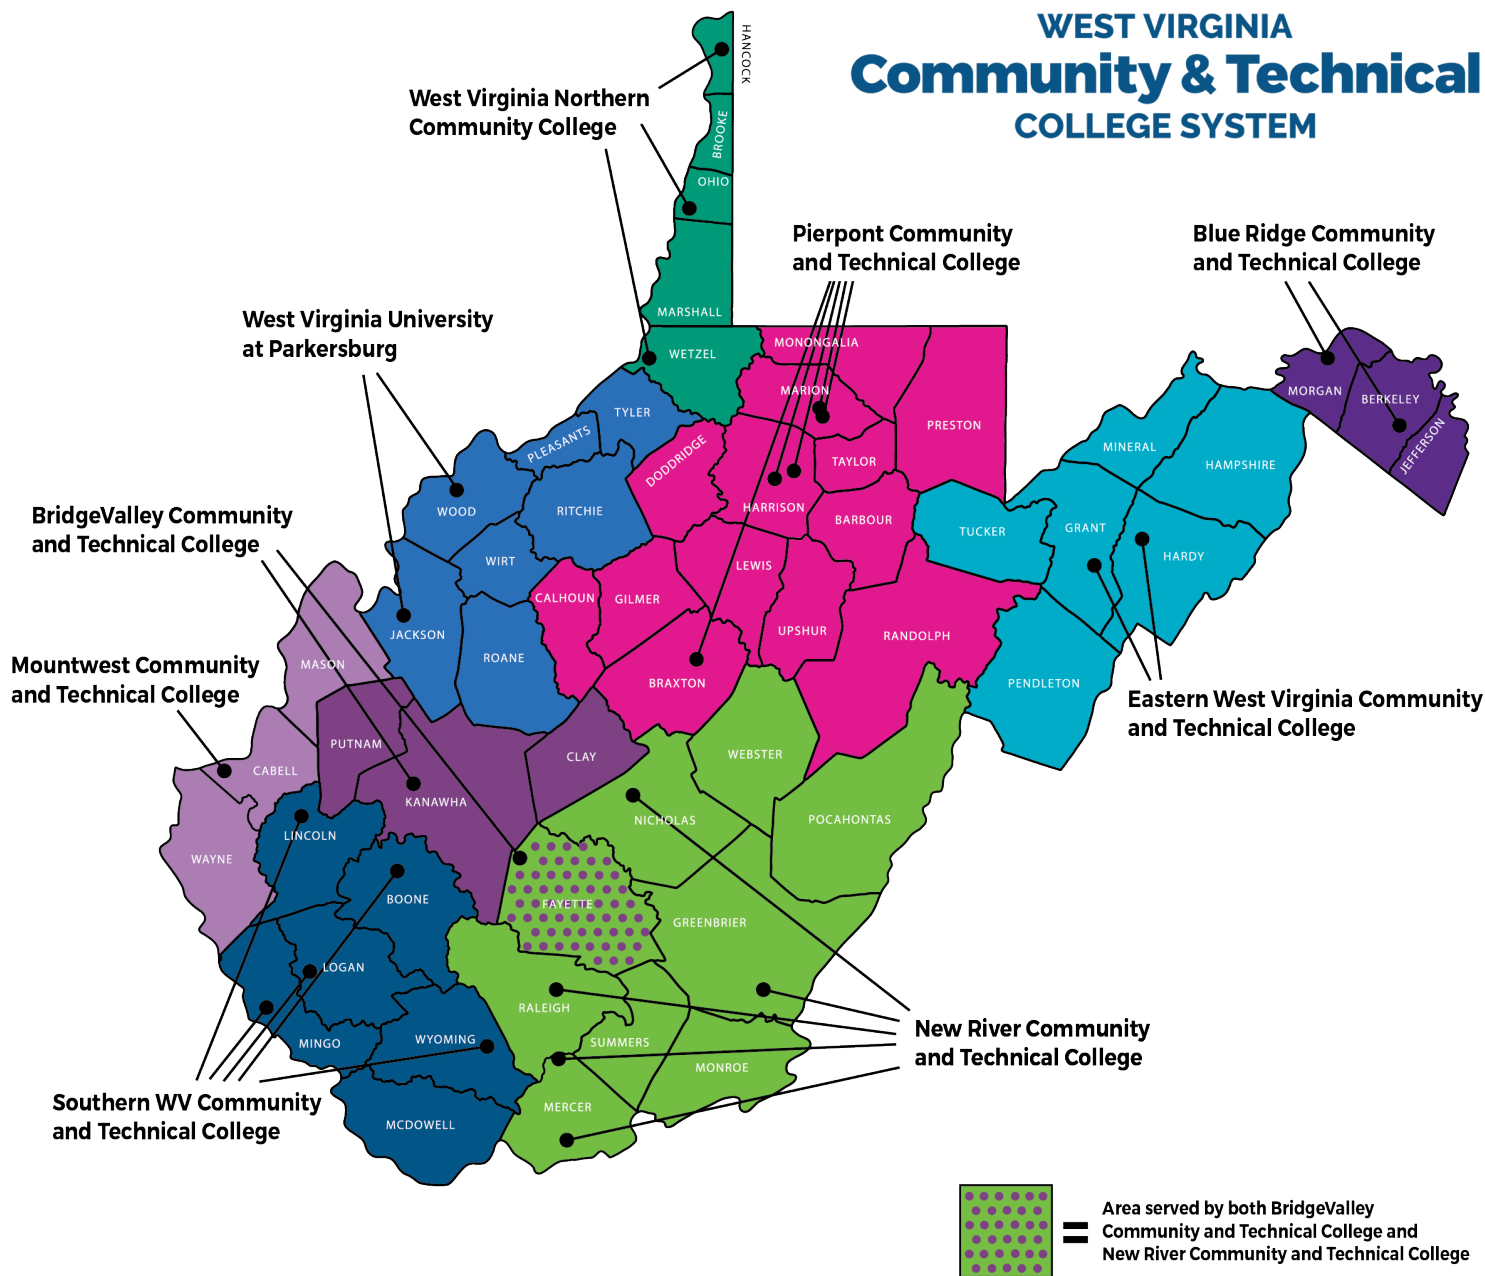 WEST VIRGINIA
Community & Technical
COLLEGE SYSTEM
HANCOCK
West Virginia Northern
Community College
BROOKE
OHIO
Pierpont Community
and Technical College
Blue Ridge Community
and Technical College
MARSHALL
West Virginia University
at Parkersburg
WETZEL
MONONGALIA
MARION
MORGAN
BERKELEY
JEFFERSON
TYLER
PLEASANTS
DODDRIDGE
PRESTON
TAYLOR
MINERAL
HAMPSHIRE
WOOD
RITCHIE
HARRISON
BARBOUR
BridgeValley Community
and Technical College
TUCKER
GRANT
HARDY
WIRT
LEWIS
CALHOUN
GILMER
JACKSON
UPSHUR
RANDOLPH
ROANE
Mountwest Community
and Technical College
MASON
BRAXTON
PENDLETON
Eastern West Virginia Community
and Technical College
PUTNAM
CLAY
WEBSTER
CABELL
KANAWHA
NICHOLAS
POCAHONTAS
LINCOLN
WAYNE
BOONE
FAYETTE
GREENBRIER
LOGAN
RALEIGH
New River Community
and Technical College
MINGO
WYOMING
SUMMERS
MONROE
Southern WV Community
and Technical College
MERCER
MCDOWELL
Area served by both BridgeValley
Community and Technical College and
New River Community and Technical College